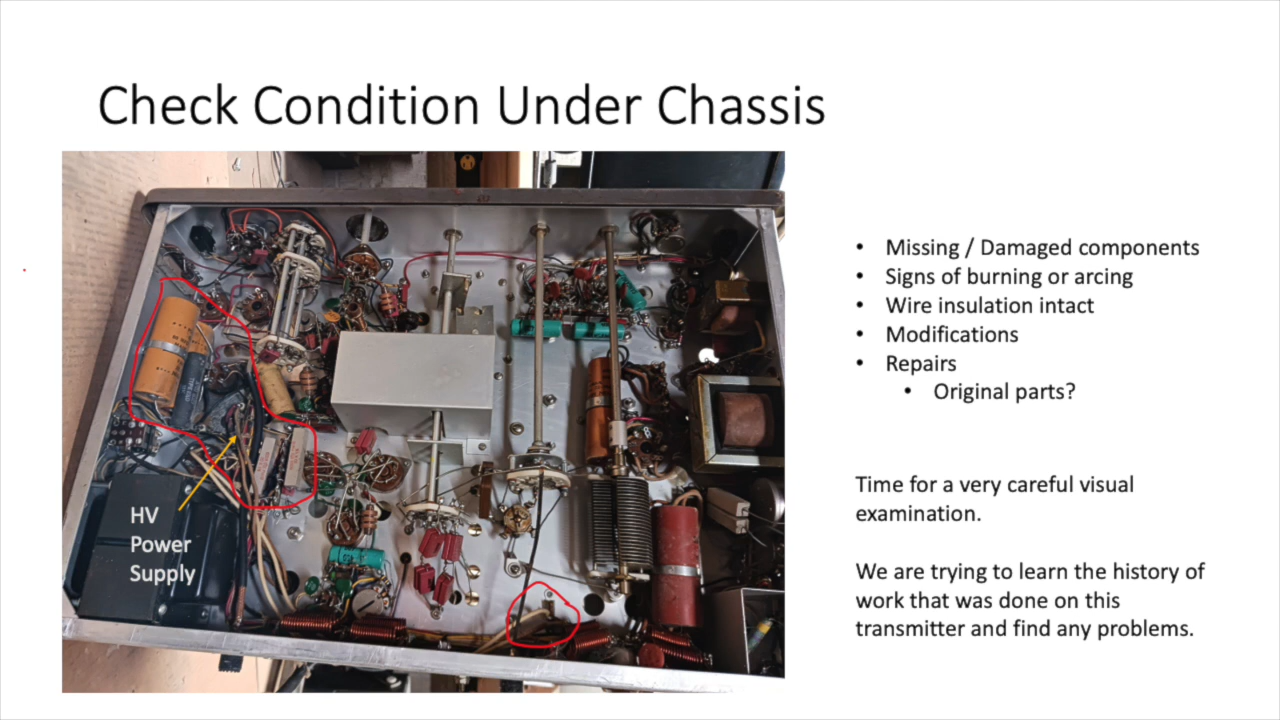 Check Condition Under Chassis
• Missing / Damaged components
• Signs of burning or arcing
• Wire insulation intact
• Modifications
• Repairs
• Original parts?
HV
Power
Supply
Time for a very careful visual
examination.
We are trying to learn the history of
work that was done on this
transmitter and find any problems.